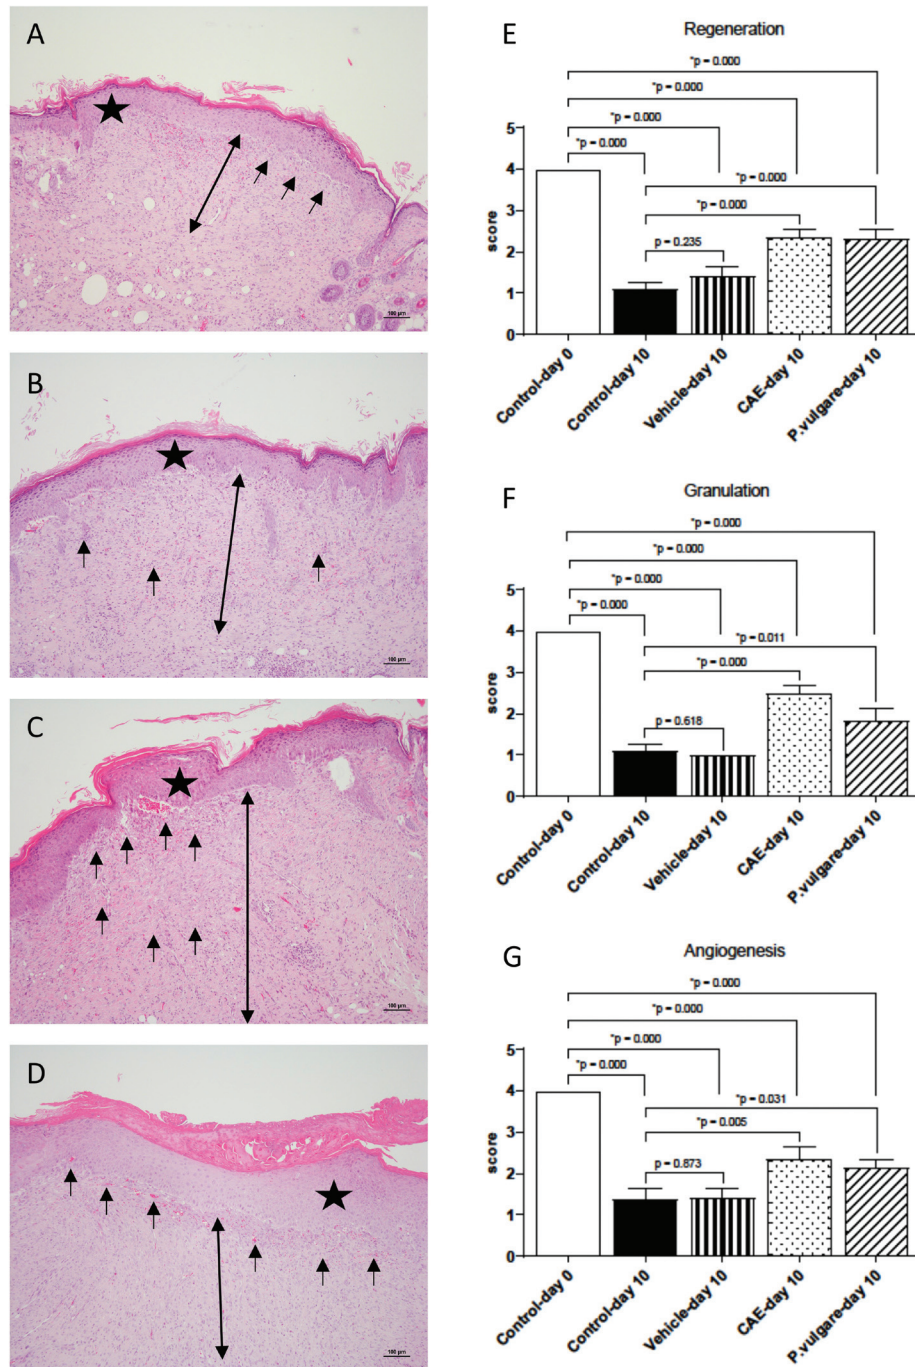 A
100 µm
B
100 µm
C
100 µm
D
100 µm
E
Regeneration
*p = 0.000
*p = 0.000
*p = 0.000
*p = 0.000
*p = 0.000
*p = 0.000
p = 0.235
score
5
4
3
2
1
0
Control-day 0
Control-day 10
Vehicle-day 10
CAE-day 10
P.vulgare-day 10
F
Granulation
*p = 0.000
*p = 0.000
*p = 0.000
*p = 0.000
*p = 0.011
*p = 0.000
p = 0.618
score
5
4
3
2
1
0
Control-day 0
Control-day 10
Vehicle-day 10
CAE-day 10
P.vulgare-day 10
G
Angiogenesis
*p = 0.000
*p = 0.000
*p = 0.000
*p = 0.000
*p = 0.031
*p = 0.005
p = 0.873
score
5
4
3
2
1
0
Control-day 0
Control-day 10
Vehicle-day 10
CAE-day 10
P.vulgare-day 10